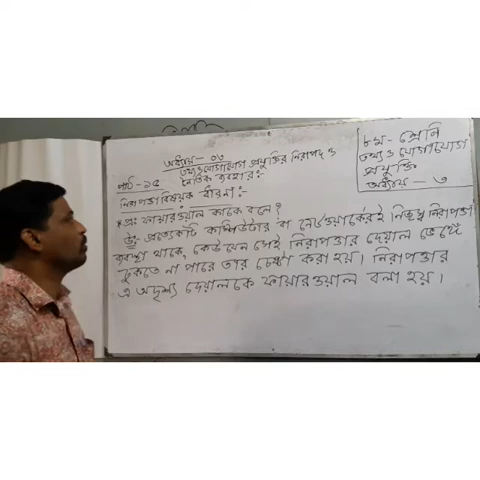 অধ্যায় – ০৩
তথ্য ও যোগাযোগ প্রযুক্তির নিরাপদ ও
নৈতিক ব্যবহার:-
পাঠ – ১৫
নিরাপত্তা বিষয়ক ধারনা:-
* প্র: ফায়ারওয়াল কাকে বলে?
উ: প্রত্যেকটি কম্পিউটার বা নেটওয়ার্কেরই নিজস্ব নিরাপত্তা
ব্যবস্থা থাকে, কেউ যেন সেই নিরাপত্তার দেয়াল ভেঙ্গে
ঢুকতে না পারে তার চেষ্টা করা হয়। নিরাপত্তার
এ অদৃশ্য দেয়ালকে ফায়ারওয়াল বলা হয়।
৮ম – শ্রেনি
তথ্য ও যোগাযোগ
প্রযুক্তি
অধ্যায় – ৩